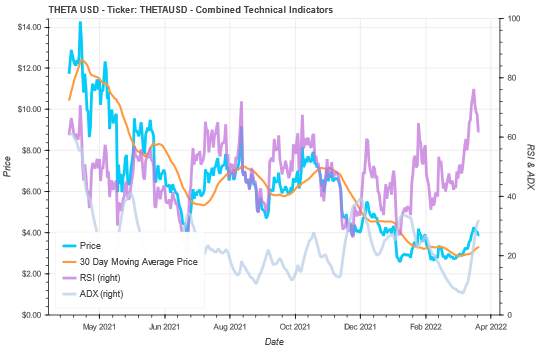 THETA USD - Ticker: THETAUSD - Combined Technical Indicators
$14.00
$12.00
$10.00
$8.00
$6.00
$4.00
$2.00
$0.00
Price
100
80
60
40
20
0
RSI & ADX
Price
30 Day Moving Average Price
RSI (right)
ADX (right)
May 2021
Jun 2021
Aug 2021
Oct 2021
Dec 2021
Feb 2022
Apr 2022
Date